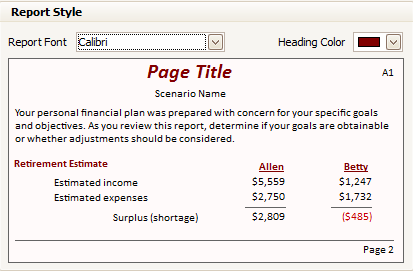 Report Style
Report Font Calibri Heading Color
Page Title A1
Scenario Name
Your personal financial plan was prepared with concern for your specific goals
and objectives. As you review this report, determine if your goals are obtainable
or whether adjustments should be considered.
Retirement Estimate Allen Betty
Estimated income $5,559 $1,247
Estimated expenses $2,750 $1,732
Surplus (shortage) $2,809 ($485)
Page 2